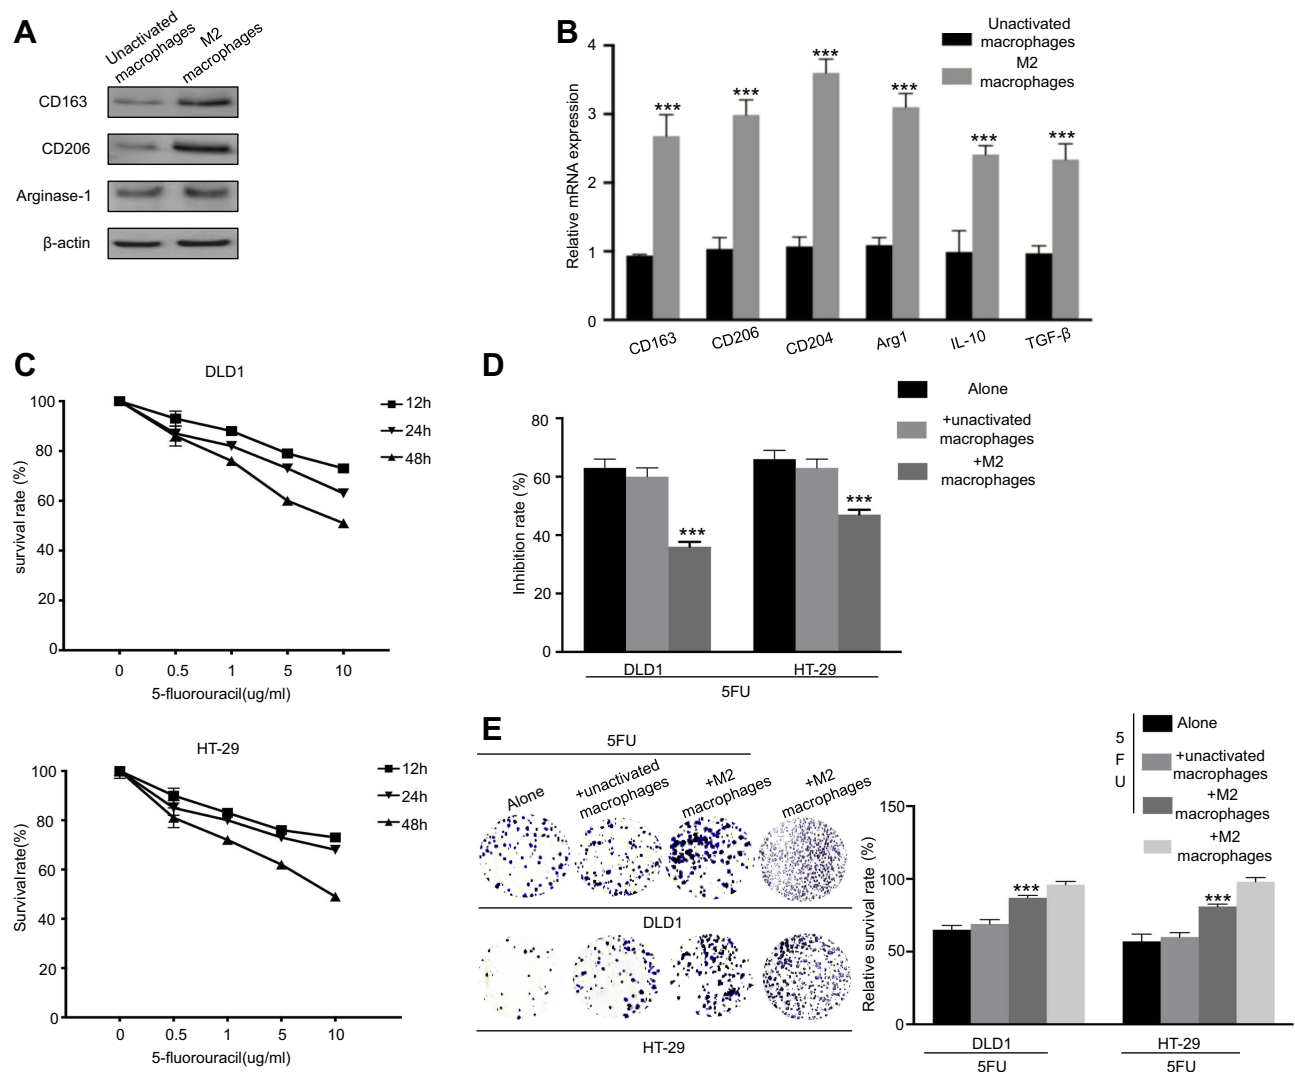 A
Unactivated
macrophages
M2
macrophages
CD163
CD206
Arginase-1
β-actin
B
Unactivated
macrophages
M2
macrophages
Relative mRNA expression
4
3
2
1
0
***
***
***
***
***
***
CD163
CD206
CD204
Arg1
IL-10
TGF-β
C
DLD1
survival rate (%)
100
80
60
40
20
0
0
0.5
1
5
10
5-fluorouracil(ug/ml)
12h
24h
48h
HT-29
Survival rate(%)
100
80
60
40
20
0
0
0.5
1
5
10
5-fluorouracil(ug/ml)
12h
24h
48h
D
Alone
+unactivated
macrophages
+M2
macrophages
Inhibition rate (%)
80
60
40
20
0
***
***
DLD1
HT-29
5FU
E
5FU
Alone
+unactivated
macrophages
+M2
macrophages
+M2
macrophages
DLD1
HT-29
5
F
U
Alone
+unactivated
macrophages
+M2
macrophages
+M2
macrophages
Relative survival rate (%)
150
100
50
0
***
***
DLD1
5FU
HT-29
5FU